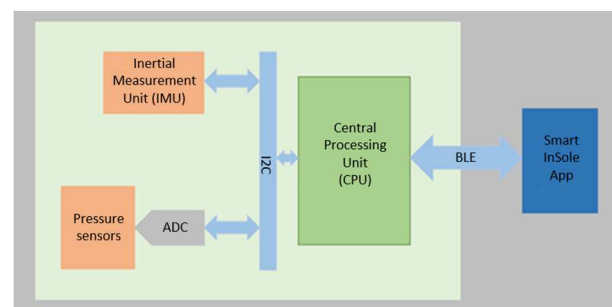 Inertial
Measurement
Unit (IMU)
I2C
Central
Processing
Unit
(CPU)
BLE
Smart
InSole
App
Pressure
sensors
ADC